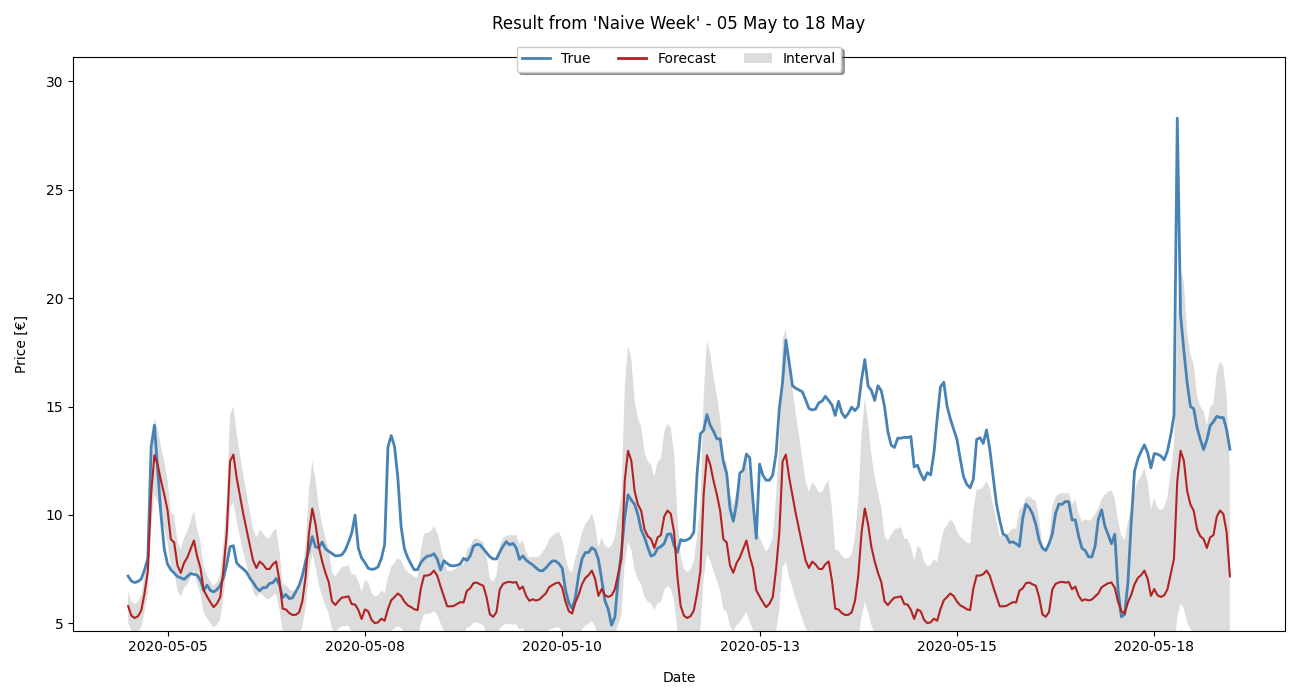 Result from 'Naive Week' - 05 May to 18 May
True Forecast Interval
30
25
20
15
10
5
Price [€]
2020-05-05 2020-05-08 2020-05-10 2020-05-13 2020-05-15 2020-05-18
Date